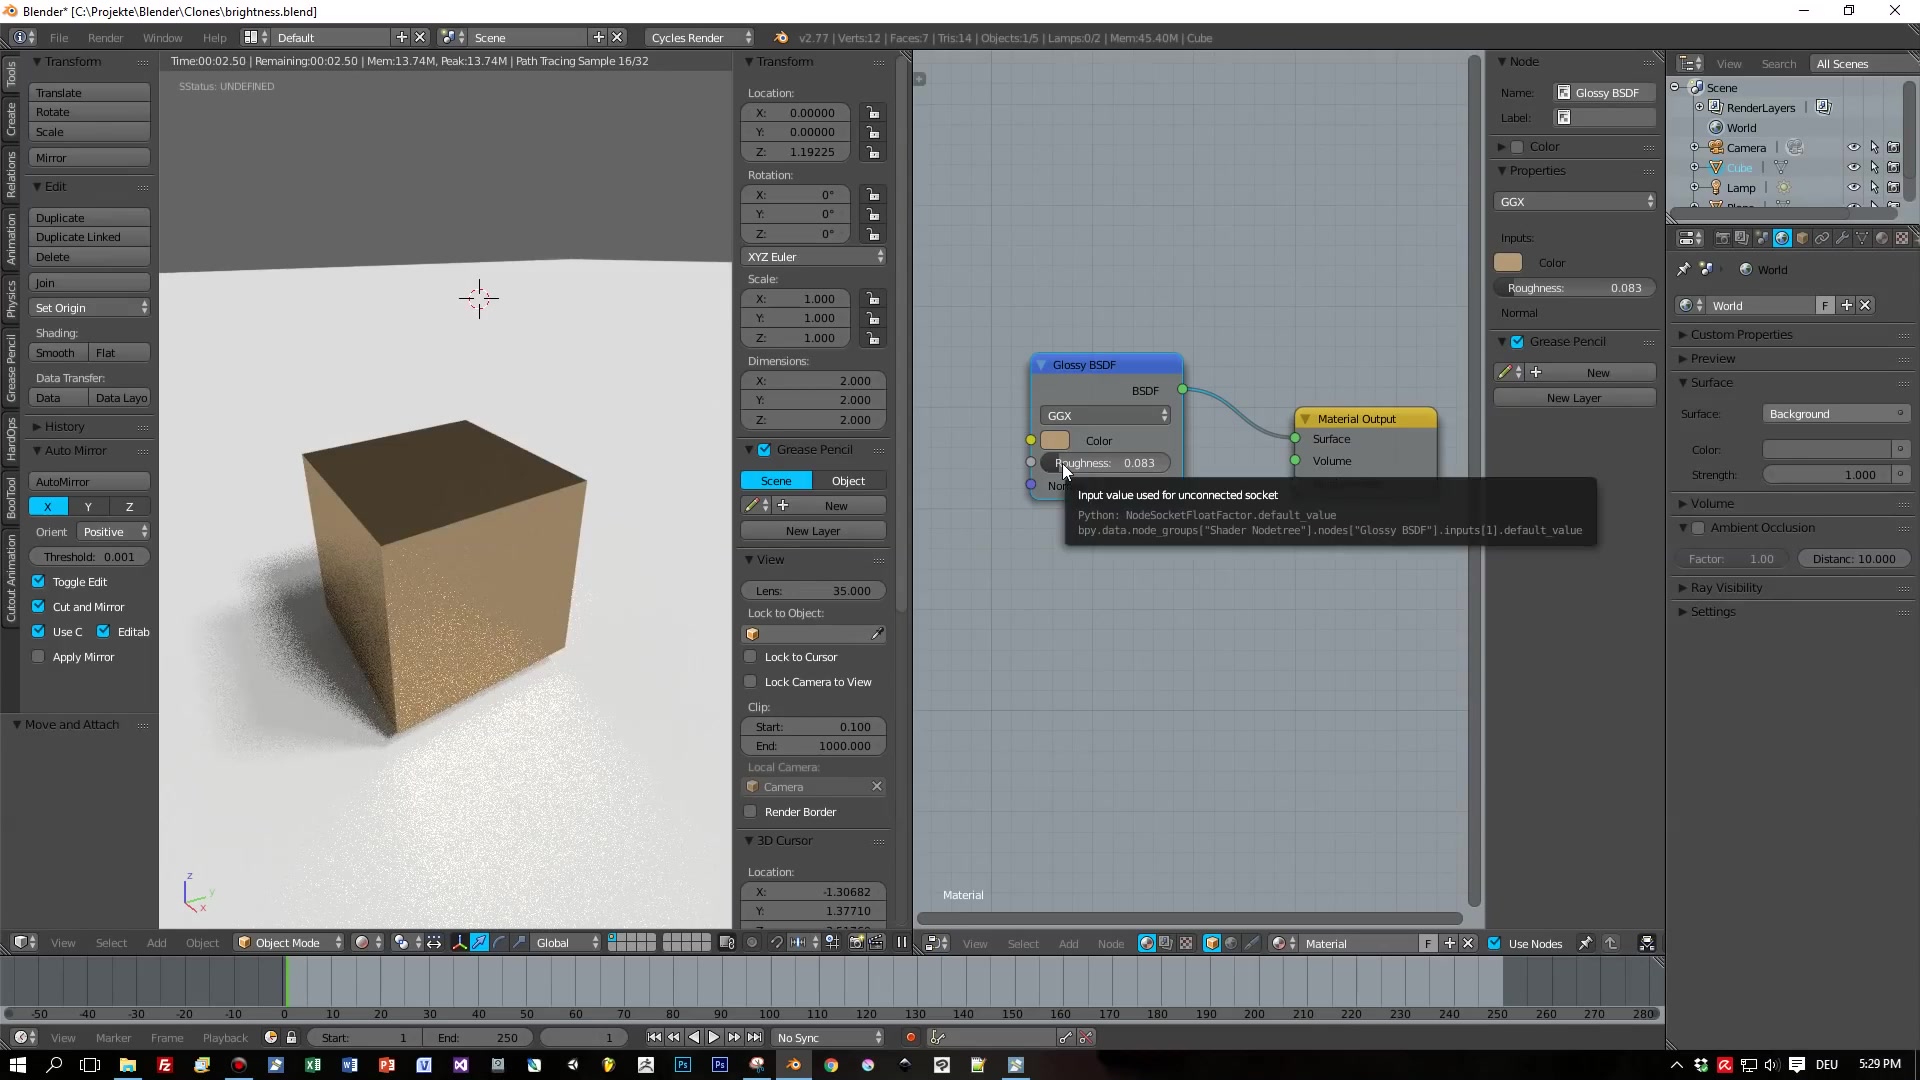 Blender* [C:\Projekte\Blender\Clones\brightness.blend]
File Render Window Help Default Scene Cycles Render v2.77 | Verts:12 | Faces:7 | Tris:14 | Objects:1/5 | Lamps:0/2 | Mem:45.40M | Cube
Tools
Create
Relations
Animation
Physics
Grease Pencil
HardOps
BoolTool
Cutout Animation
Transform
Translate
Rotate
Scale
Mirror
Edit
Duplicate
Duplicate Linked
Delete
Join
Set Origin
Shading:
Smooth Flat
Data Transfer:
Data Data Layo
History
Auto Mirror
AutoMirror
X Y Z
Orient Positive
Threshold: 0.001
Toggle Edit
Cut and Mirror
Use C Editab
Apply Mirror
Move and Attach
Time:00:02.50 | Remaining:00:02.50 | Mem:13.74M, Peak:13.74M | Path Tracing Sample 16/32
SStatus: UNDEFINED
z
y
x
Transform
Location:
X: 0.00000
Y: 0.00000
Z: 1.19225
Rotation:
X: 0°
Y: 0°
Z: 0°
XYZ Euler
Scale:
X: 1.000
Y: 1.000
Z: 1.000
Dimensions:
X: 2.000
Y: 2.000
Z: 2.000
Grease Pencil
Scene Object
New
New Layer
View
Lens: 35.000
Lock to Object:
Lock to Cursor
Lock Camera to View
Clip:
Start: 0.100
End: 1000.000
Local Camera:
Camera
Render Border
3D Cursor
Location:
X: -1.30682
Y: 1.37710
Glossy BSDF
BSDF
GGX
Color
Roughness: 0.083
Material Output
Surface
Volume
Input value used for unconnected socket
Python: NodeSocketFloatFactor.default_value
bpy.data.node_groups["Shader Nodetree"].nodes["Glossy BSDF"].inputs[1].default_value
Material
Node
Name: Glossy BSDF
Label:
Color
Properties
GGX
Inputs:
Color
Roughness: 0.083
Normal
Grease Pencil
New
New Layer
View Search All Scenes
Scene
RenderLayers
World
Camera
Cube
Lamp
World
World F
Custom Properties
Preview
Surface
Surface: Background
Color:
Strength: 1.000
Volume
Ambient Occlusion
Factor: 1.00 Distanc: 10.000
Ray Visibility
Settings
View Select Add Object Object Mode Global
View Select Add Node Material F Use Nodes
-50 -40 -30 -20 -10 0 10 20 30 40 50 60 70 80 90 100 110 120 130 140 150 160 170 180 190 200 210 220 230 240 250 260 270 280
View Marker Frame Playback Start: 1 End: 250 1 No Sync
DEU 5:29 PM